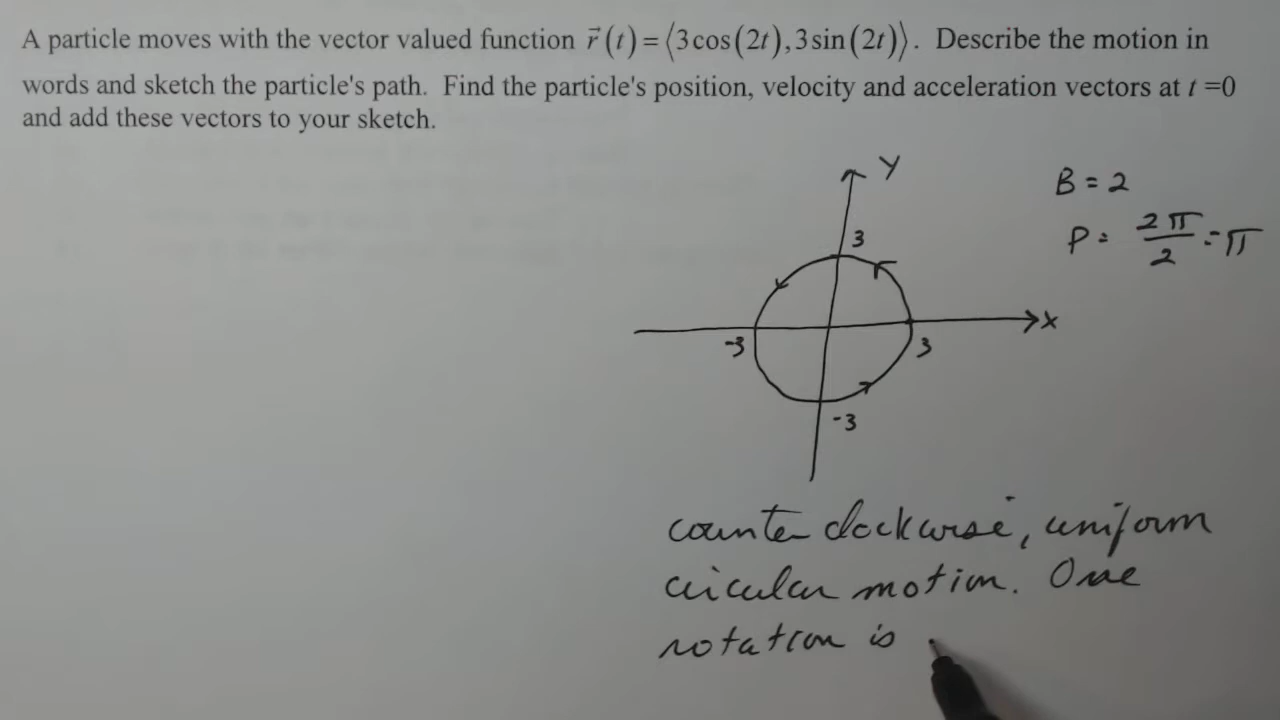 A particle moves with the vector valued function r⃗(t) = ⟨3cos(2t), 3sin(2t)⟩. Describe the motion in
words and sketch the particle's path. Find the particle's position, velocity and acceleration vectors at t =0
and add these vectors to your sketch.
y
B = 2
3
P = 2π/2 = π
x
-3
3
-3
counter clockwise, uniform
circular motion. One
rotation is